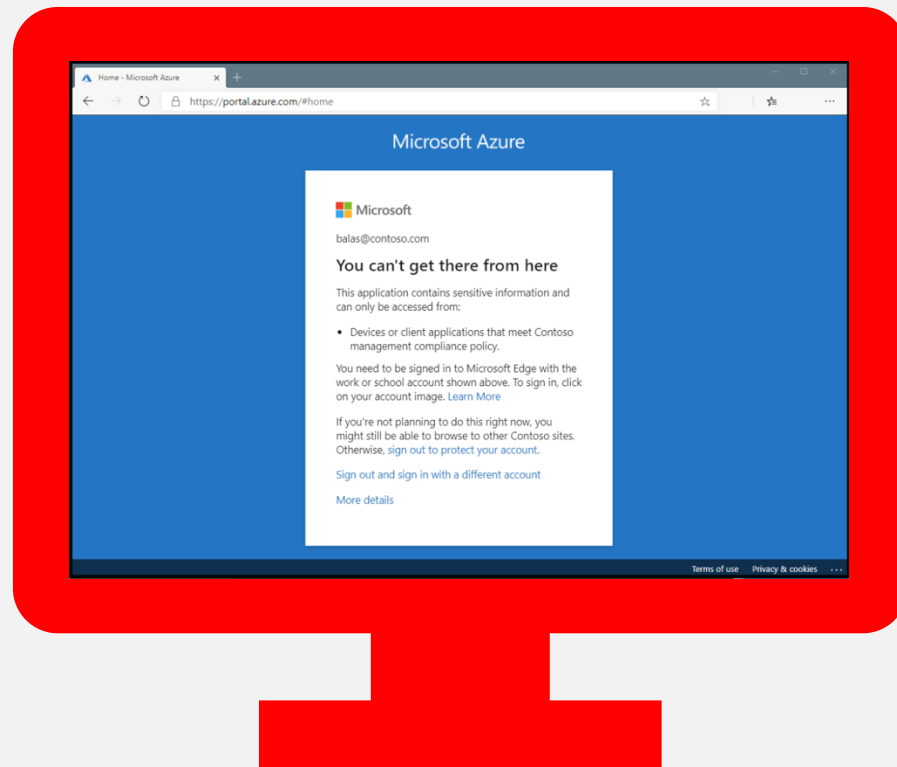 Home - Microsoft Azure
https://portal.azure.com/#home
Microsoft Azure
Microsoft
balas@contoso.com
You can't get there from here
This application contains sensitive information and
can only be accessed from:
• Devices or client applications that meet Contoso
management compliance policy.
You need to be signed in to Microsoft Edge with the
work or school account shown above. To sign in, click
on your account image. Learn More
If you're not planning to do this right now, you
might still be able to browse to other Contoso sites.
Otherwise, sign out to protect your account.
Sign out and sign in with a different account
More details
Terms of use Privacy & cookies ...